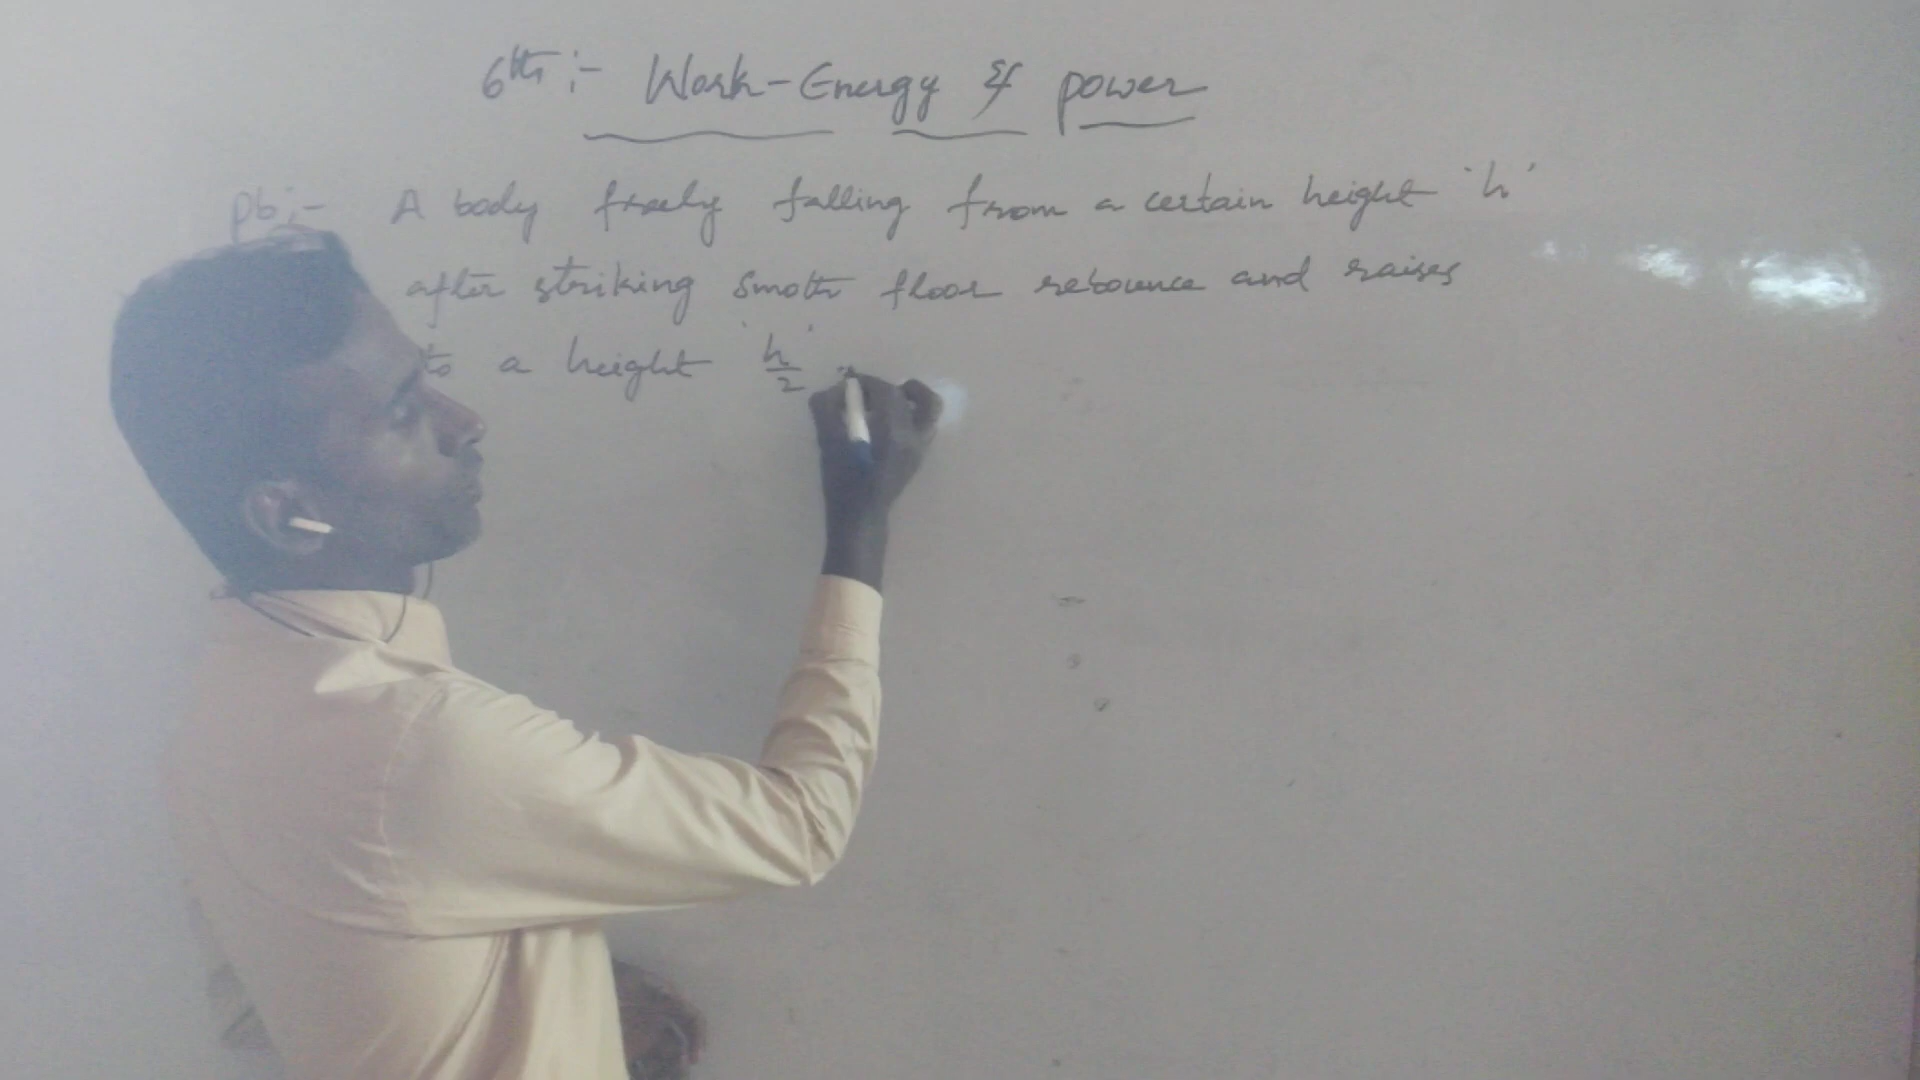 6th :- Work-Energy & power
pb:- A body freely falling from a certain height 'h'
after striking smoth floor rebounce and raises
to a height 'h/2'